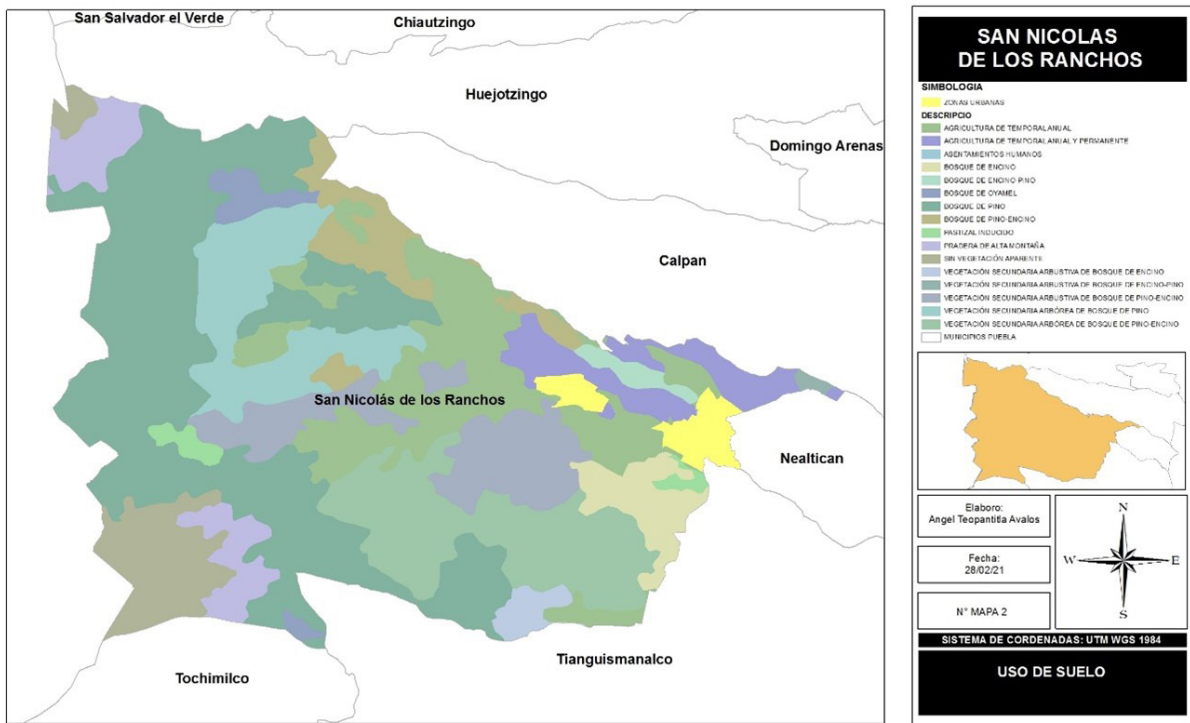 San Salvador el Verde
Chiautzingo
Huejotzingo
Domingo Arenas
Calpan
San Nicolás de los Ranchos
Nealtican
Tianguismanalco
Tochimilco
SAN NICOLAS
DE LOS RANCHOS
SIMBOLOGIA
ZONAS URBANAS
DESCRIPCIO
AGRICULTURA DE TEMPORAL ANUAL
AGRICULTURA DE TEMPORAL ANUAL Y PERMANENTE
ASENTAMIENTOS HUMANOS
BOSQUE DE ENCINO
BOSQUE DE ENCINO-PINO
BOSQUE DE OYAMEL
BOSQUE DE PINO
BOSQUE DE PINO-ENCINO
PASTIZAL INDUCIDO
PRADERA DE ALTA MONTAÑA
SIN VEGETACIÓN APARENTE
VEGETACIÓN SECUNDARIA ARBUSTIVA DE BOSQUE DE ENCINO
VEGETACIÓN SECUNDARIA ARBUSTIVA DE BOSQUE DE ENCINO-PINO
VEGETACIÓN SECUNDARIA ARBUSTIVA DE BOSQUE DE PINO-ENCINO
VEGETACIÓN SECUNDARIA ARBÓREA DE BOSQUE DE PINO
VEGETACIÓN SECUNDARIA ARBÓREA DE BOSQUE DE PINO-ENCINO
MUNICIPIOS PUEBLA
Elaboro:
Angel Teopantitla Avalos
Fecha:
28/02/21
N° MAPA 2
N
W
E
S
SISTEMA DE CORDENADAS: UTM WGS 1984
USO DE SUELO